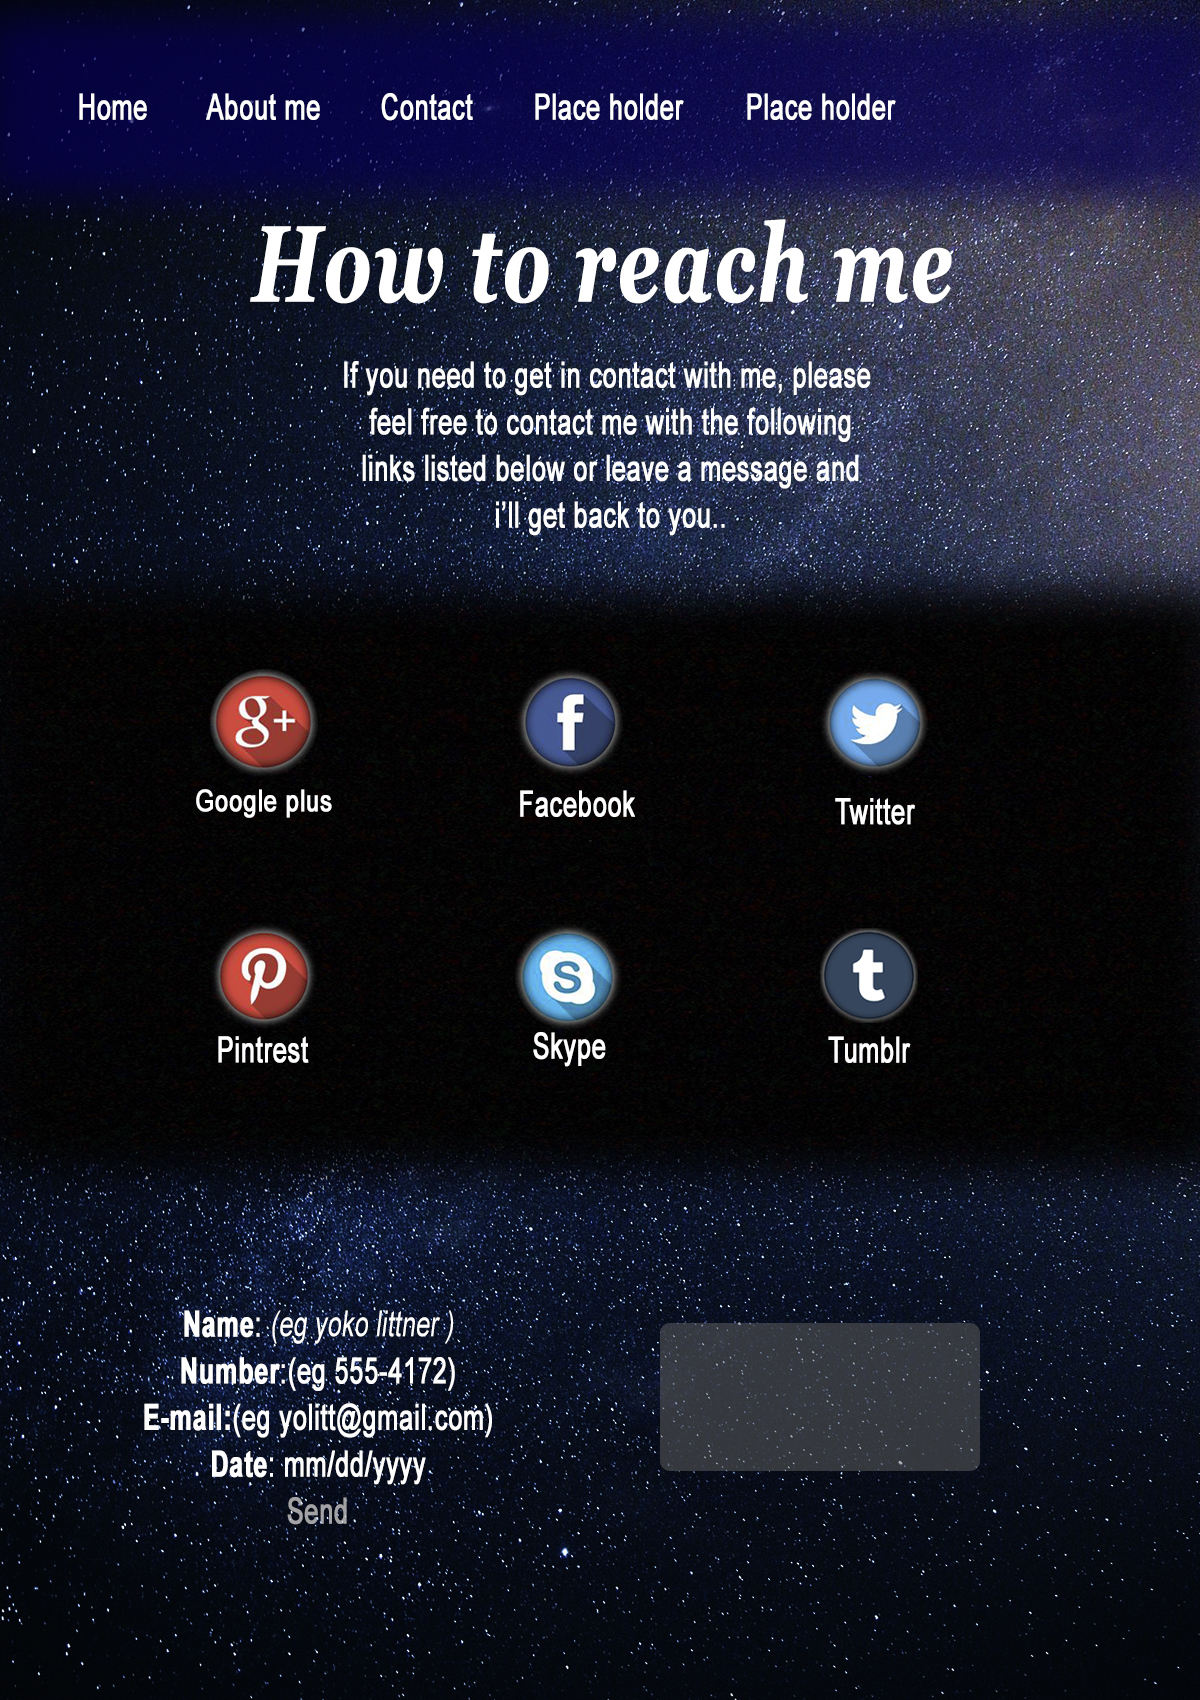 Home About me Contact Place holder Place holder
How to reach me
If you need to get in contact with me, please
feel free to contact me with the following
links listed below or leave a message and
i'll get back to you..
g+ f t
Google plus Facebook Twitter
P S t
Pintrest Skype Tumblr
Name: (eg yoko littner )
Number:(eg 555-4172)
E-mail:(eg yolitt@gmail.com)
Date: mm/dd/yyyy
Send